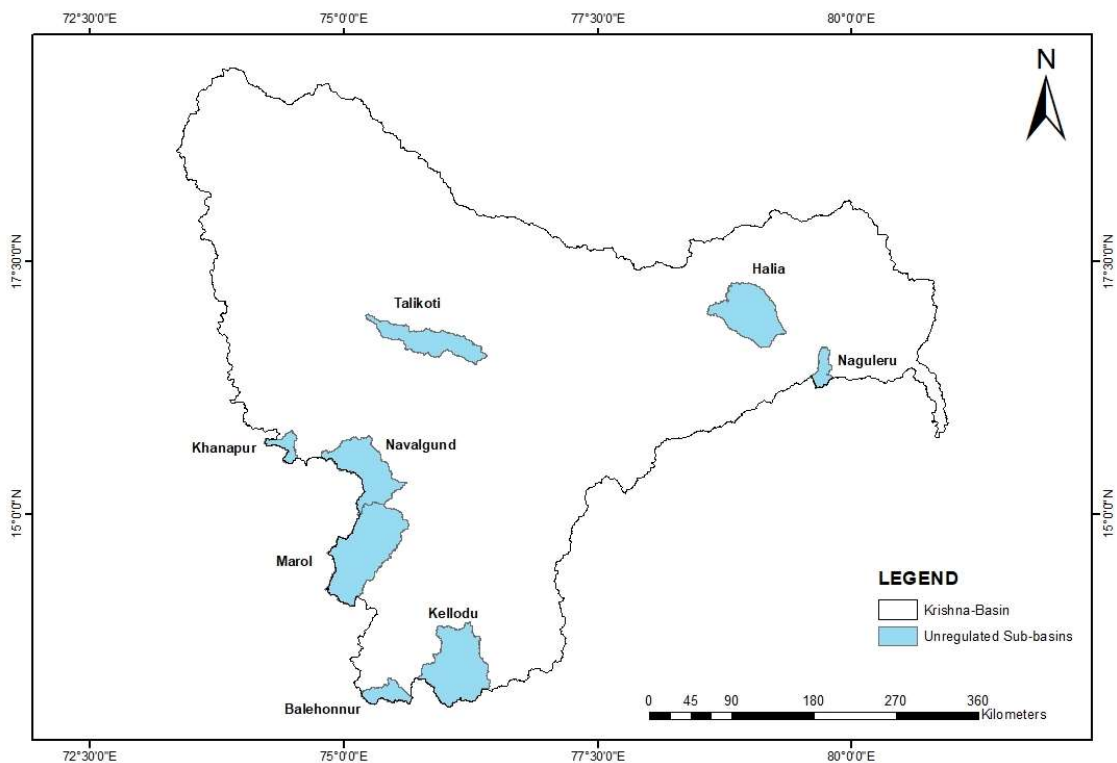 72°30'0"E 75°0'0"E 77°30'0"E 80°0'0"E
N
17°30'0"N 17°30'0"N
Halia
Talikoti
Naguleru
Khanapur
Navalgund
15°0'0"N 15°0'0"N
Marol
LEGEND
Krishna-Basin
Kellodu
Unregulated Sub-basins
Balehonnur
0 45 90 180 270 360
Kilometers
72°30'0"E 75°0'0"E 77°30'0"E 80°0'0"E